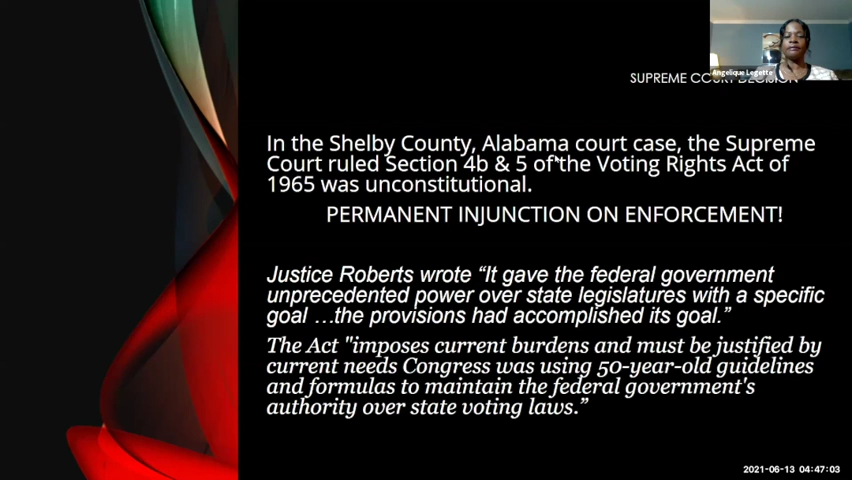 Angelique Legette
SUPREME COURT DECISION
In the Shelby County, Alabama court case, the Supreme
Court ruled Section 4b & 5 of the Voting Rights Act of
1965 was unconstitutional.
PERMANENT INJUNCTION ON ENFORCEMENT!
Justice Roberts wrote “It gave the federal government
unprecedented power over state legislatures with a specific
goal …the provisions had accomplished its goal.”
The Act "imposes current burdens and must be justified by
current needs Congress was using 50-year-old guidelines
and formulas to maintain the federal government's
authority over state voting laws.”
2021-06-13 04:47:03